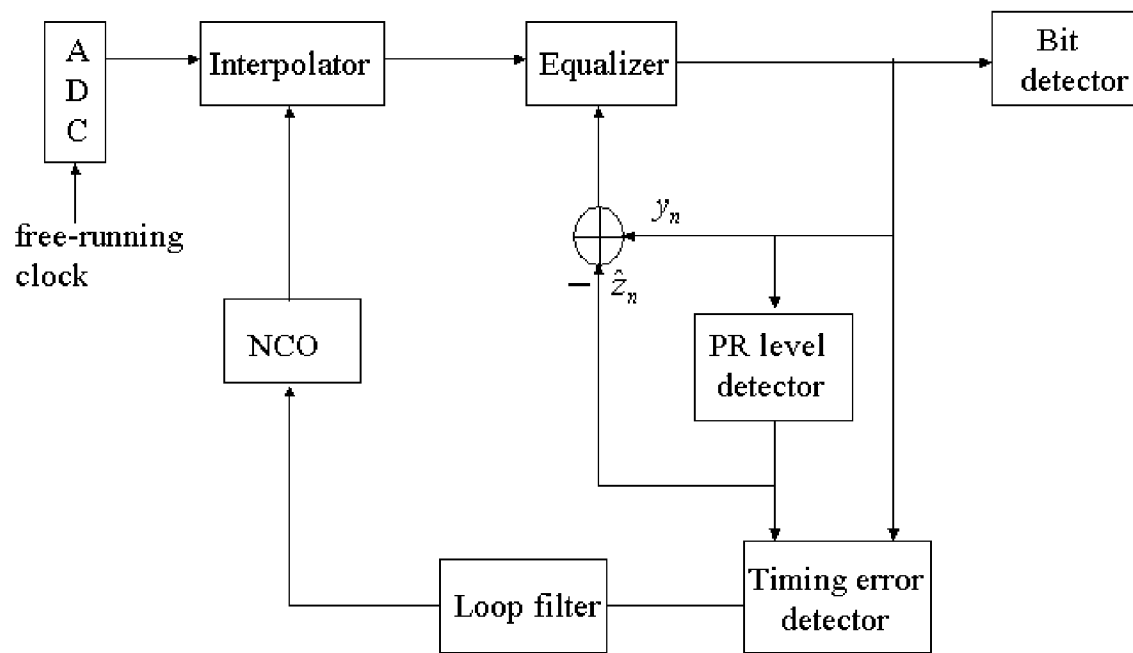 A
D
C
Interpolator
Equalizer
Bit
detector
free-running
clock
y_n
− ẑ_n
NCO
PR level
detector
Loop filter
Timing error
detector